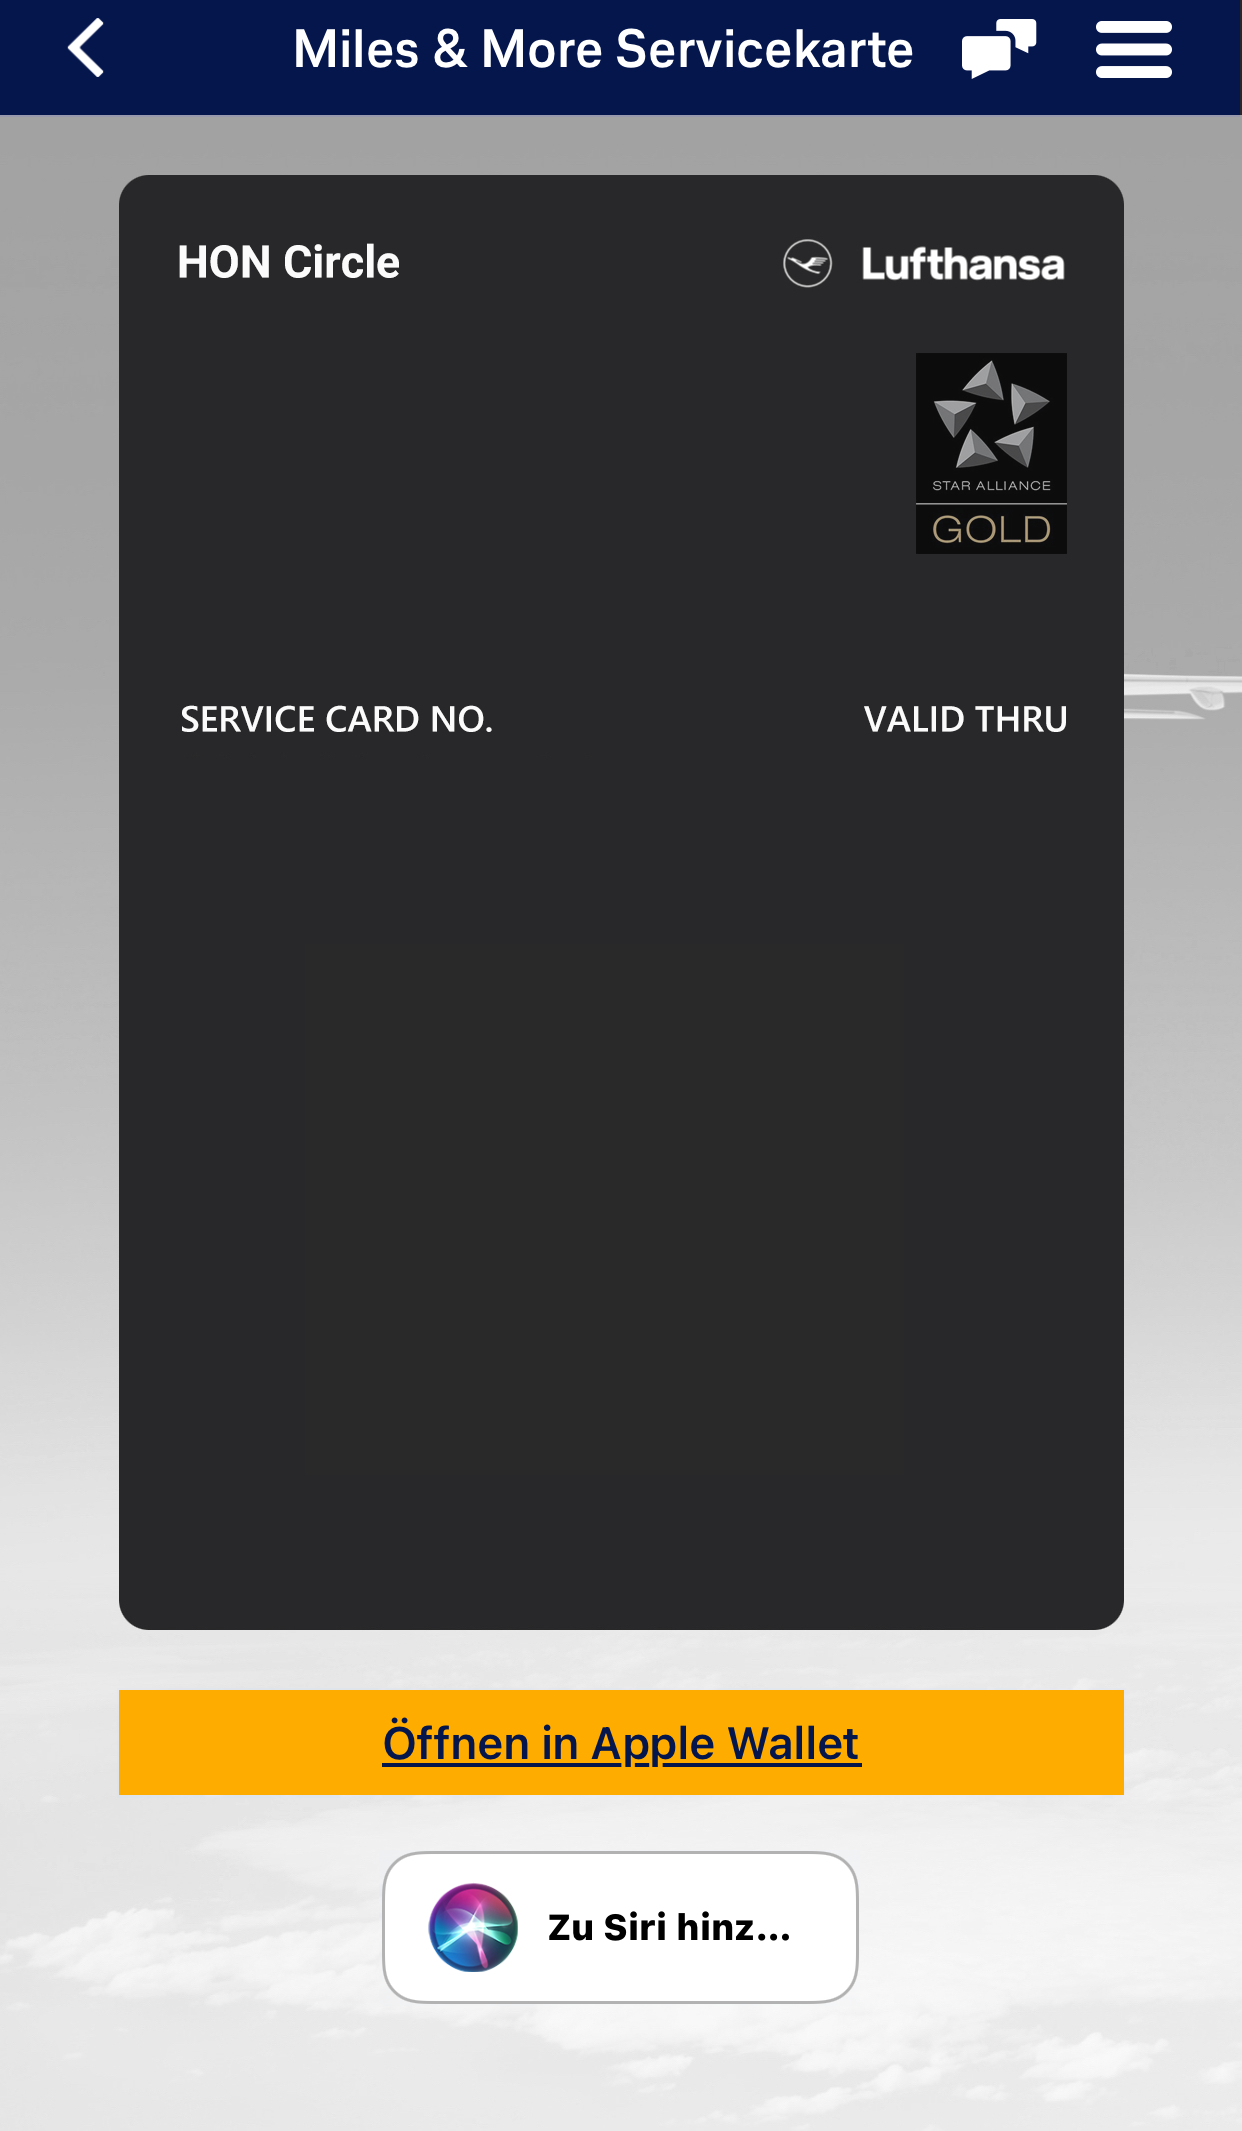 Miles & More Servicekarte
HON Circle
Lufthansa
STAR ALLIANCE
GOLD
SERVICE CARD NO.
VALID THRU
Öffnen in Apple Wallet
Zu Siri hinz...